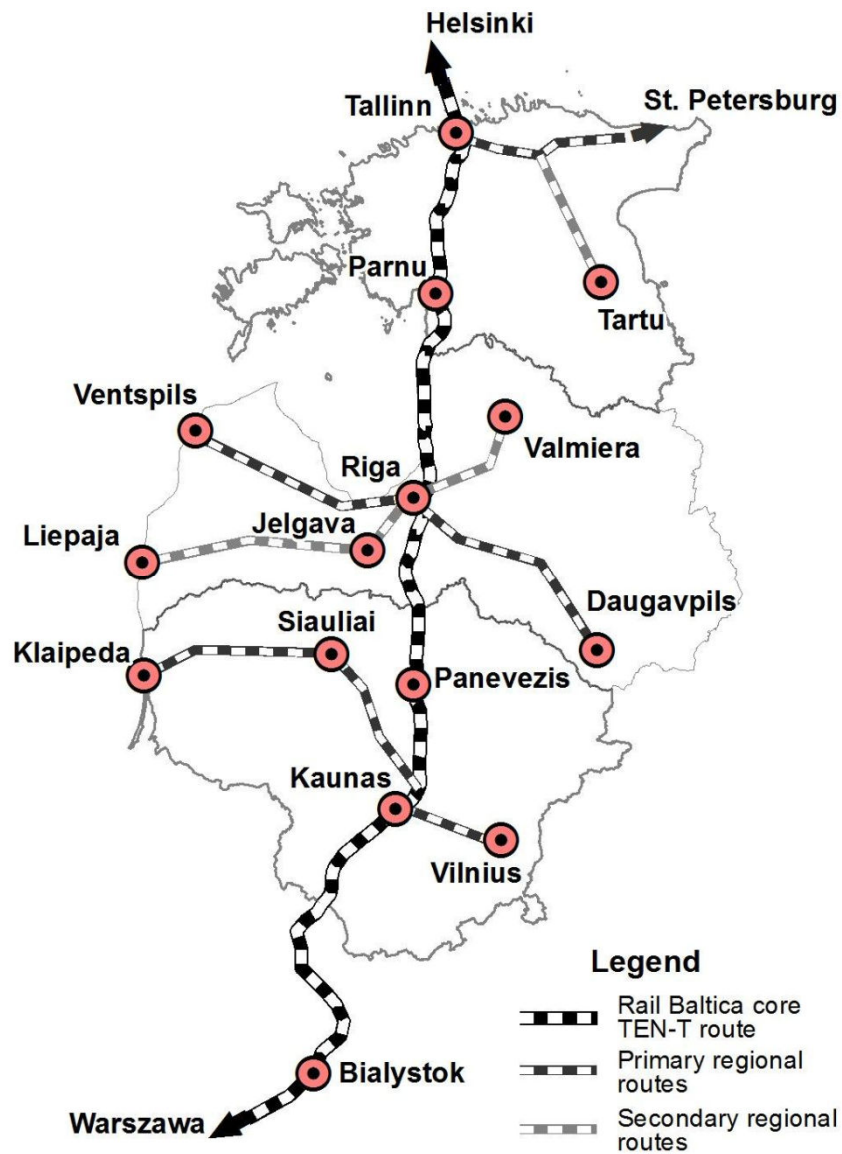 Helsinki
St. Petersburg
Tallinn
Parnu
Tartu
Ventspils
Valmiera
Riga
Liepaja
Jelgava
Daugavpils
Siauliai
Klaipeda
Panevezis
Kaunas
Vilnius
Legend
Rail Baltica core
TEN-T route
Primary regional
routes
Secondary regional
routes
Bialystok
Warszawa